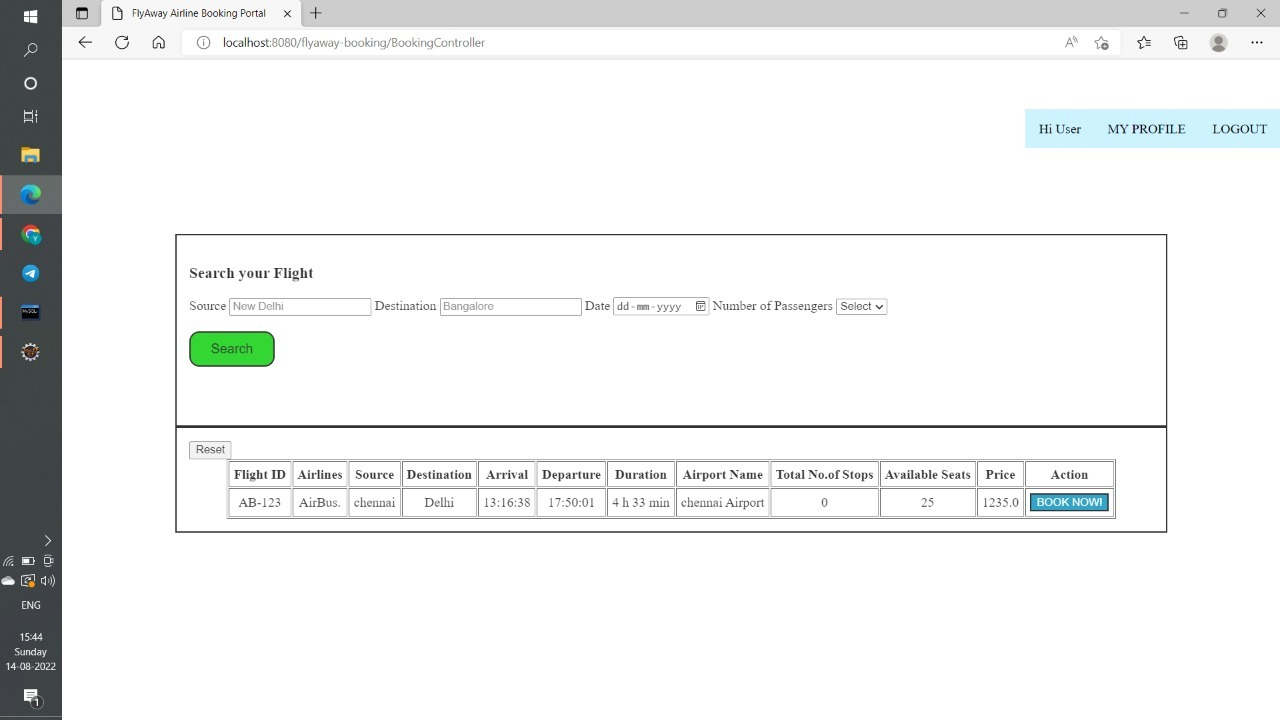 FlyAway Airline Booking Portal
localhost:8080/flyaway-booking/BookingController
Hi User MY PROFILE LOGOUT
Search your Flight
Source New Delhi Destination Bangalore Date dd-mm-yyyy Number of Passengers Select
Search
Reset
Flight ID Airlines Source Destination Arrival Departure Duration Airport Name Total No.of Stops Available Seats Price Action
AB-123 AirBus. chennai Delhi 13:16:38 17:50:01 4 h 33 min chennai Airport 0 25 1235.0 BOOK NOW!
ENG
15:44
Sunday
14-08-2022
1